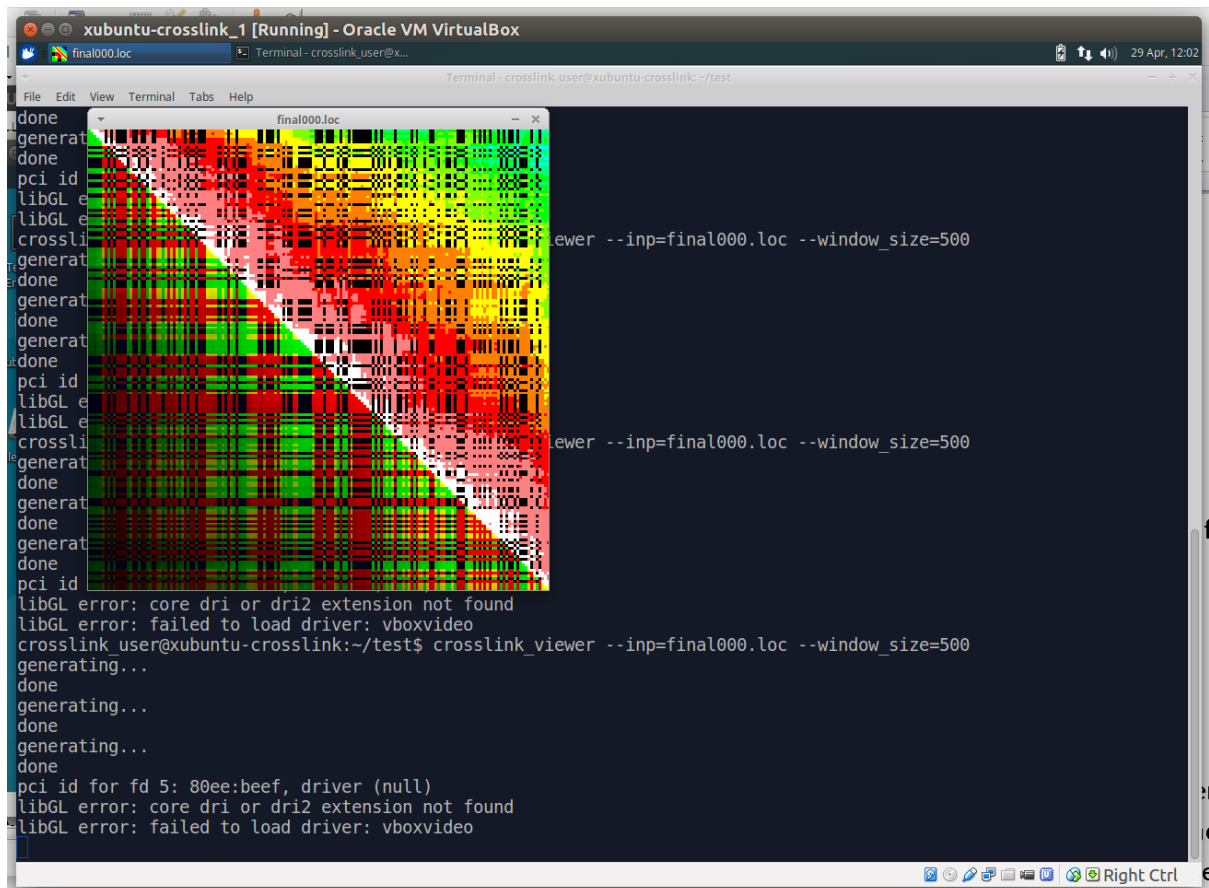 xubuntu-crosslink_1 [Running] - Oracle VM VirtualBox
final000.loc
Terminal - crosslink_user@x...
29 Apr, 12:02
Terminal - crosslink_user@xubuntu-crosslink: ~/test
File Edit View Terminal Tabs Help
final000.loc
done
generat
done
pci id
libGL e
libGL e
crossli iewer --inp=final000.loc --window_size=500
generat
done
generat
done
generat
done
pci id
libGL e
libGL e
crossli iewer --inp=final000.loc --window_size=500
generat
done
generat
done
generat
done
pci id
libGL error: core dri or dri2 extension not found
libGL error: failed to load driver: vboxvideo
crosslink_user@xubuntu-crosslink:~/test$ crosslink_viewer --inp=final000.loc --window_size=500
generating...
done
generating...
done
generating...
done
pci id for fd 5: 80ee:beef, driver (null)
libGL error: core dri or dri2 extension not found
libGL error: failed to load driver: vboxvideo
Right Ctrl